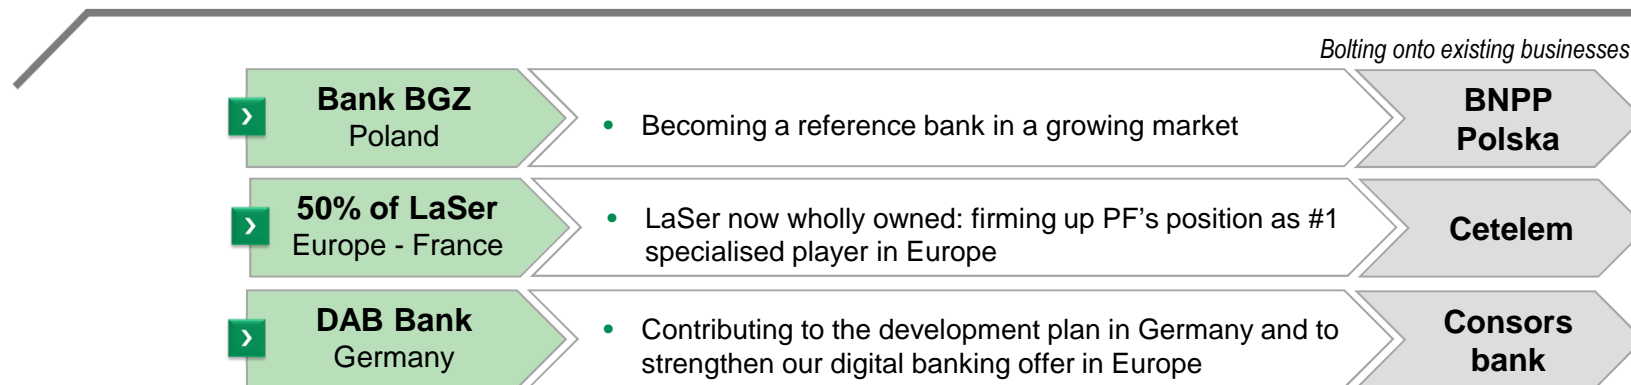 Bolting onto existing businesses
Bank BGZ
Poland
• Becoming a reference bank in a growing market
BNPP
Polska
50% of LaSer
Europe - France
• LaSer now wholly owned: firming up PF’s position as #1
specialised player in Europe
Cetelem
DAB Bank
Germany
• Contributing to the development plan in Germany and to
strengthen our digital banking offer in Europe
Consors
bank